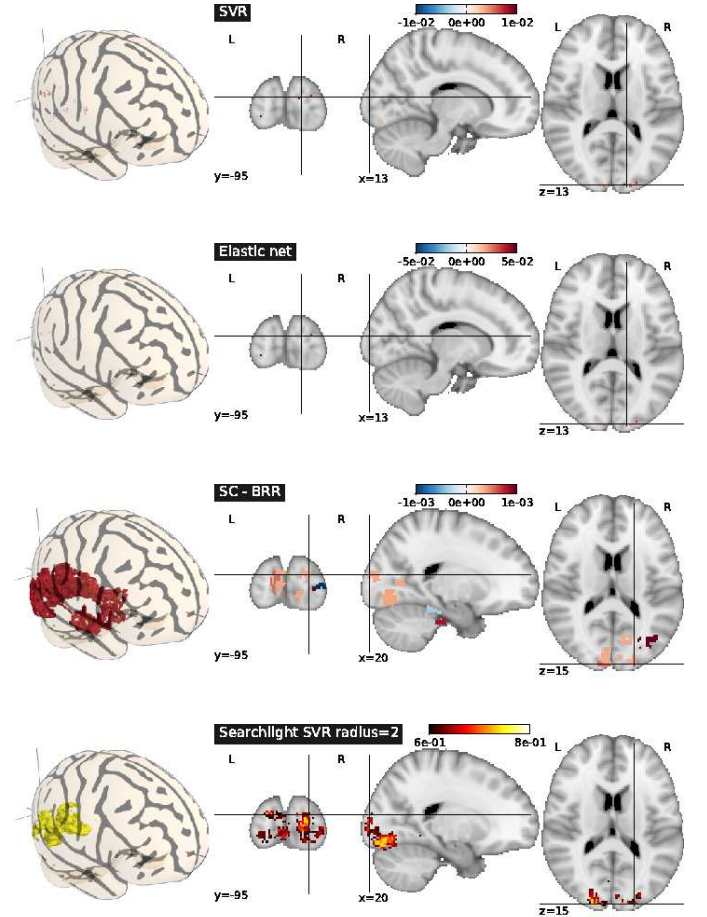 SVR
-1e-02 0e+00 1e-02
L R L R
y=-95 x=13 z=13
Elastic net
-5e-02 0e+00 5e-02
L R L R
y=-95 x=13 z=13
SC - BRR
-1e-03 0e+00 1e-03
L R L R
y=-95 x=20 z=15
Searchlight SVR radius=2
6e-01 8e-01
L R L R
y=-95 x=20 z=15